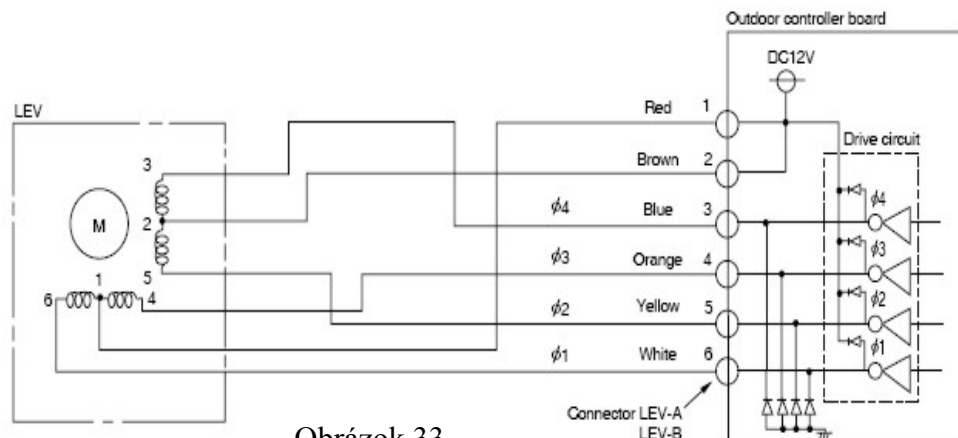 Outdoor controller board
DC12V
LEV
Red 1
Drive circuit
3
Brown 2
ϕ4
ϕ4 Blue 3
M 2
ϕ3
ϕ3 Orange 4
1 5
6 4
ϕ2
ϕ2 Yellow 5
ϕ1
ϕ1 White 6
Connector LEV-A
LEV-B
Obrázok 33